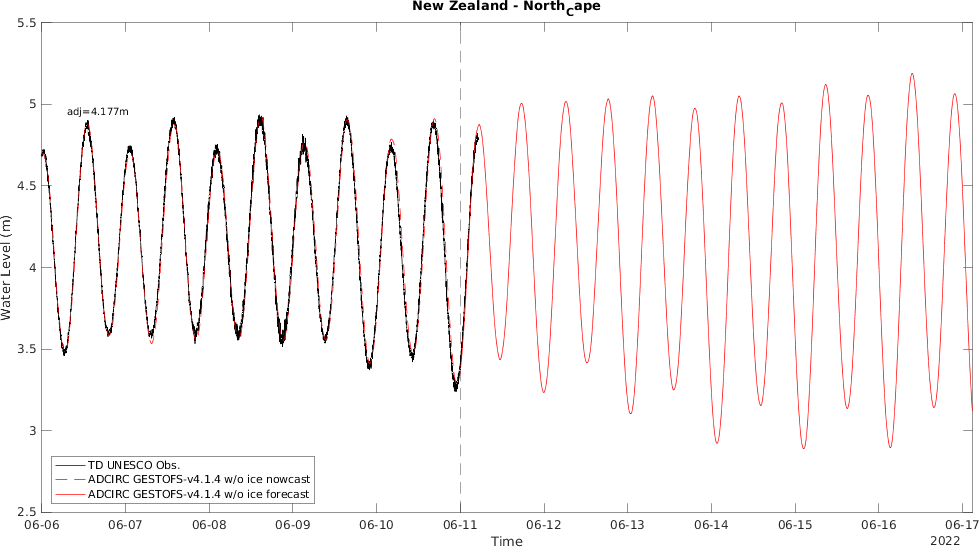 New Zealand - NorthCape
5.5
adj=4.177m
5
4.5
4
3.5
3
2.5
Water Level (m)
TD UNESCO Obs.
ADCIRC GESTOFS-v4.1.4 w/o ice nowcast
ADCIRC GESTOFS-v4.1.4 w/o ice forecast
06-06 06-07 06-08 06-09 06-10 06-11 06-12 06-13 06-14 06-15 06-16 06-17
Time
2022